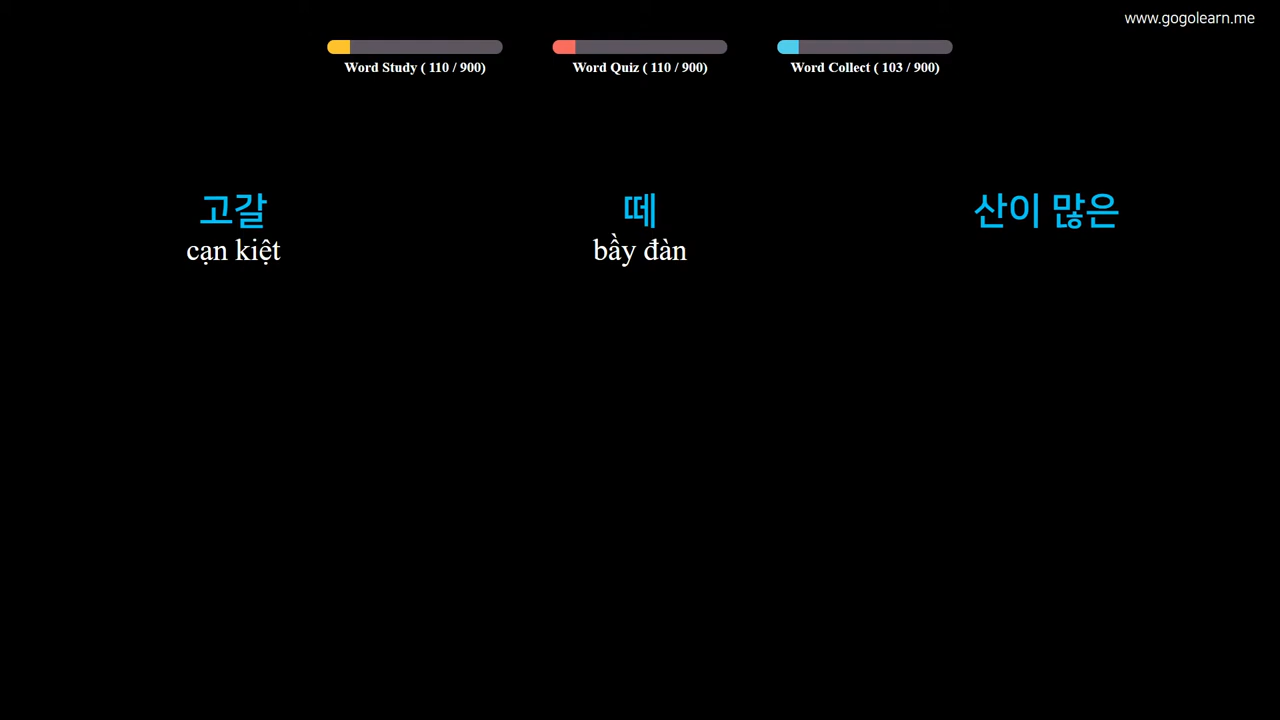 www.gogolearn.me
Word Study ( 110 / 900)
Word Quiz ( 110 / 900)
Word Collect ( 103 / 900)
고갈
cạn kiệt
떼
bầy đàn
산이 많은